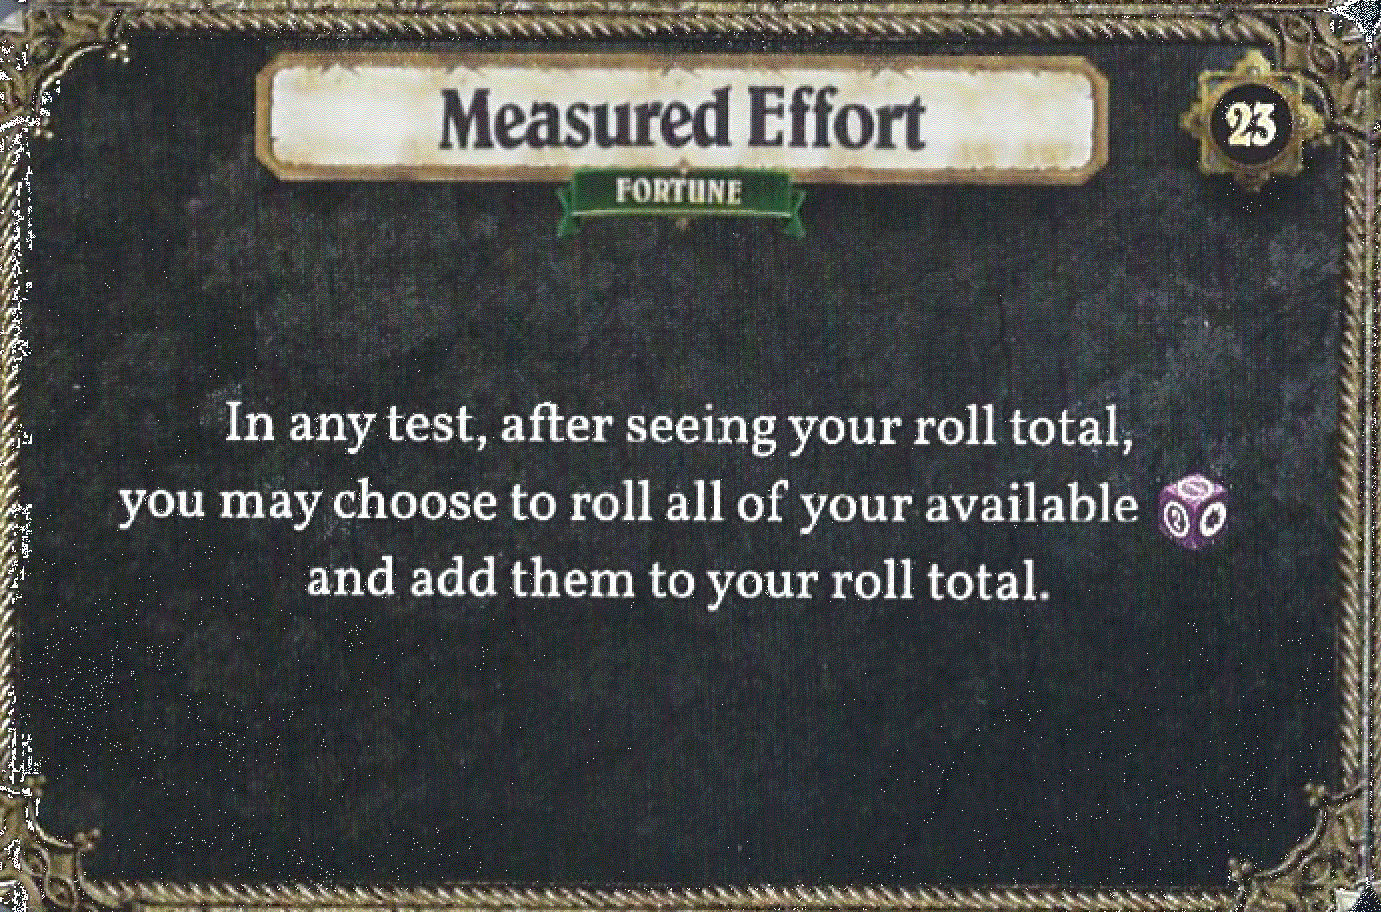 Measured Effort
23
FORTUNE
In any test, after seeing your roll total,
you may choose to roll all of your available
and add them to your roll total.